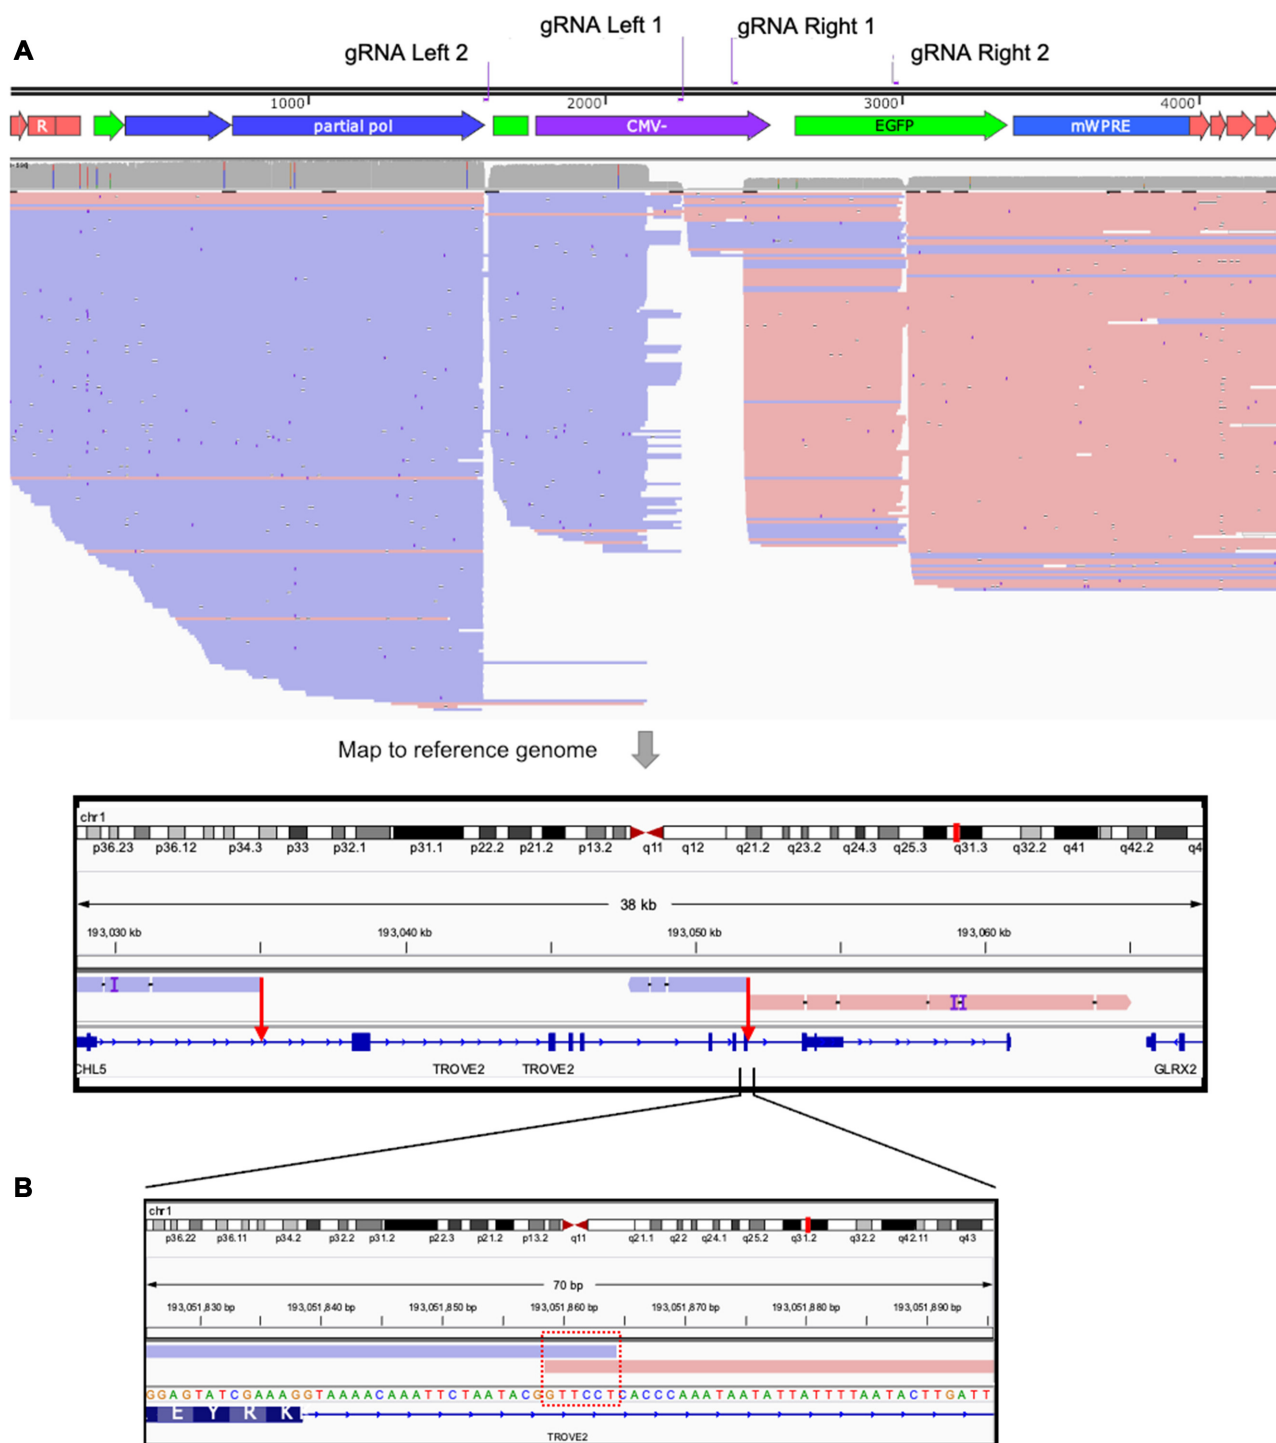 A
gRNA Left 2
gRNA Left 1
gRNA Right 1
gRNA Right 2
1000
2000
3000
4000
R
partial pol
CMV-
EGFP
mWPRE
Map to reference genome
chr1
p36.23 p36.12 p34.3 p33 p32.1 p31.1 p22.2 p21.2 p13.2 q11 q12 q21.2 q23.2 q24.3 q25.3 q31.3 q32.2 q41 q42.2 q4
38 kb
193,030 kb 193,040 kb 193,050 kb 193,060 kb
CHL5 TROVE2 TROVE2 GLRX2
B
chr1
p36.22 p36.11 p34.2 p32.2 p31.2 p22.3 p21.2 p13.2 q11 q21.1 q22 q24.1 q25.2 q31.2 q32.2 q42.11 q43
70 bp
193,051,830 bp 193,051,840 bp 193,051,850 bp 193,051,860 bp 193,051,870 bp 193,051,880 bp 193,051,890 bp
GGAGTATCGAAAGGTAAAACAAATTCTAATACGGTTCCTCACCCAAATAATATTATTTTAATACTTGATT
E Y R K
TROVE2